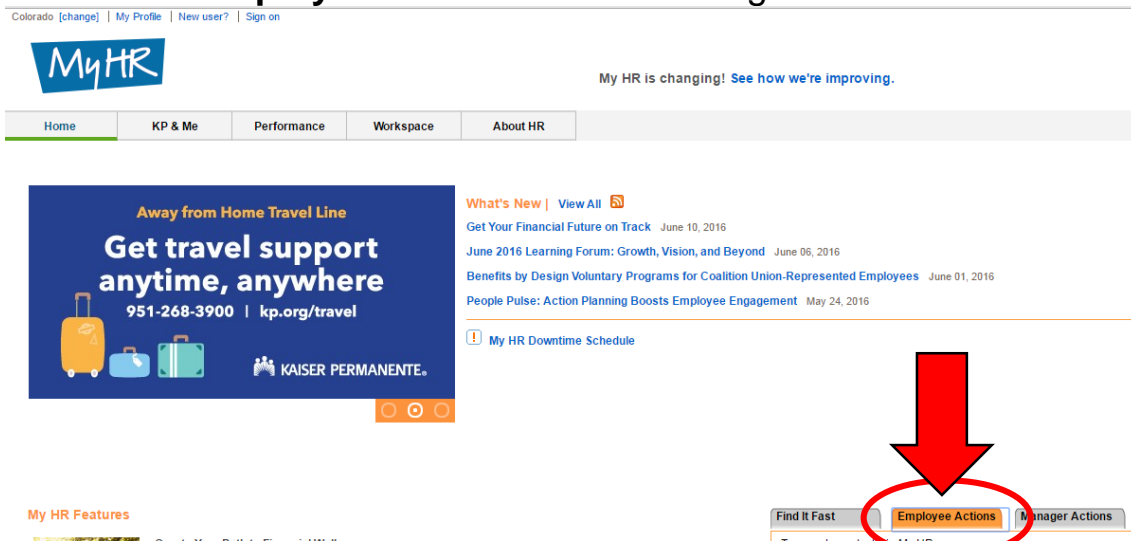 Colorado [change] | My Profile | New user? | Sign on
MyHR
My HR is changing! See how we're improving.
Home KP & Me Performance Workspace About HR
Away from Home Travel Line
Get travel support
anytime, anywhere
951-268-3900 | kp.org/travel
KAISER PERMANENTE®
What's New | View All
Get Your Financial Future on Track June 10, 2016
June 2016 Learning Forum: Growth, Vision, and Beyond June 06, 2016
Benefits by Design Voluntary Programs for Coalition Union-Represented Employees June 01, 2016
People Pulse: Action Planning Boosts Employee Engagement May 24, 2016
! My HR Downtime Schedule
My HR Features
Find It Fast Employee Actions Manager Actions